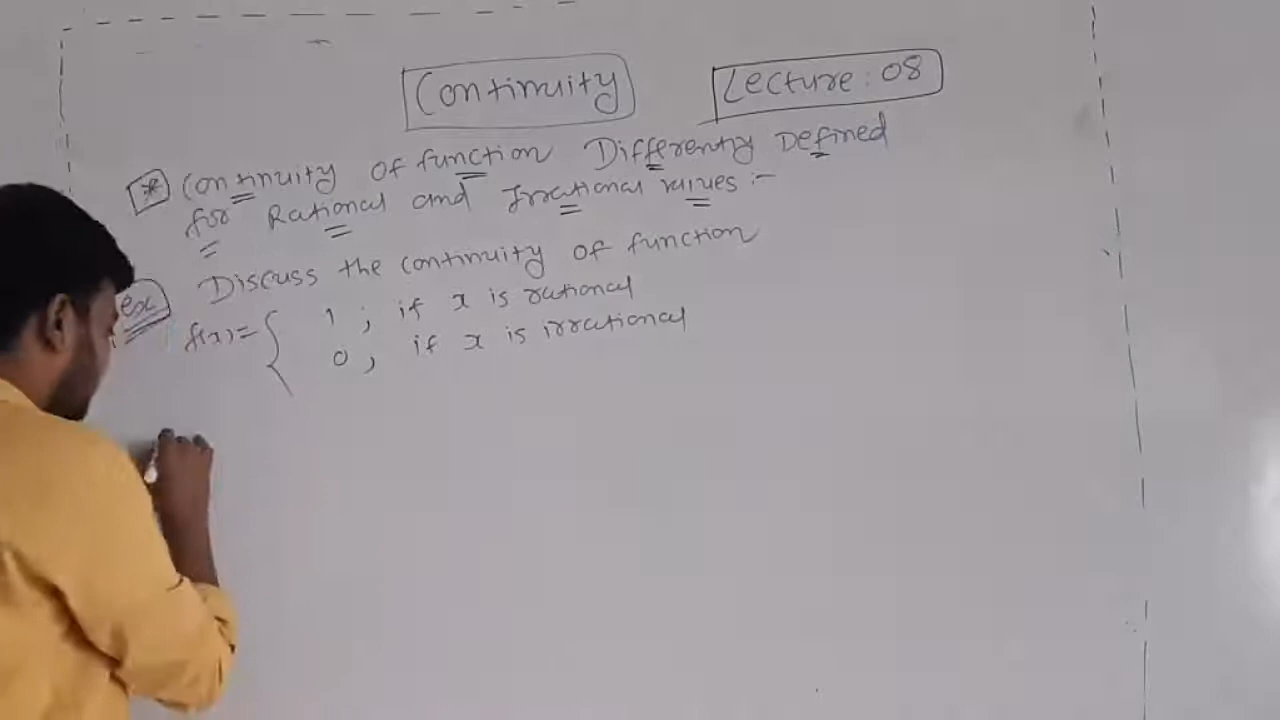 Continuity
Lecture: 08
* Continuity of function Differently Defined
for Rational and Irrational values :-
ex Discuss the continuity of function
f(x)= { 1 ; if x is rational
0 ; if x is irrational